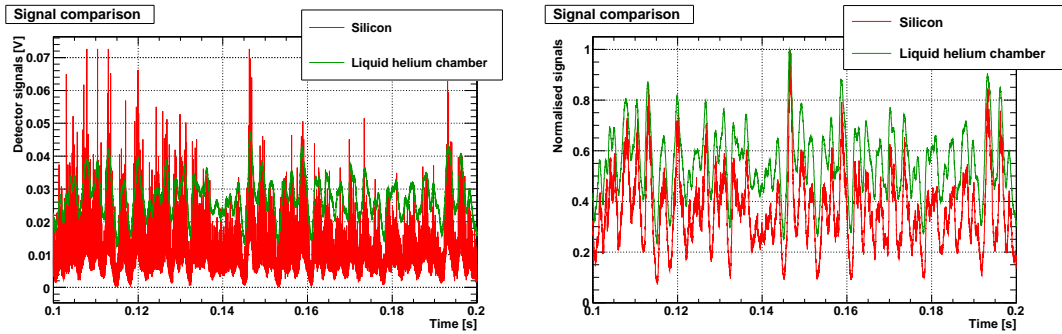 Signal comparison
Silicon
Liquid helium chamber
Detector signals [V]
0.07
0.06
0.05
0.04
0.03
0.02
0.01
0
0.1
0.12
0.14
0.16
0.18
0.2
Time [s]
Signal comparison
Silicon
Liquid helium chamber
Normalised signals
1
0.8
0.6
0.4
0.2
0
0.1
0.12
0.14
0.16
0.18
0.2
Time [s]